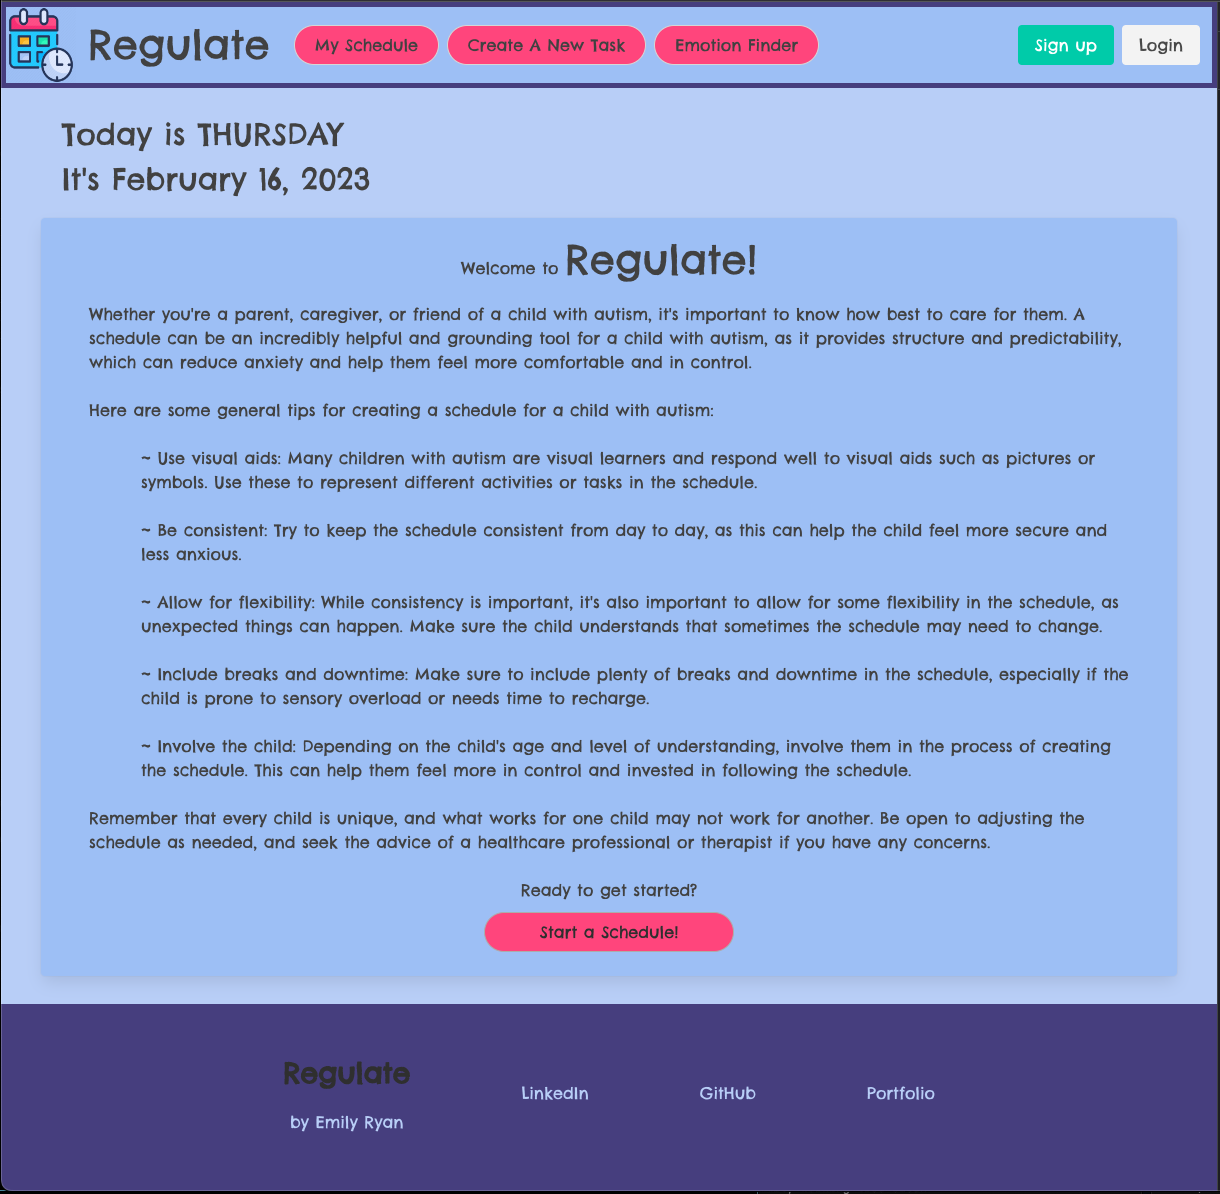 Regulate My Schedule Create A New Task Emotion Finder Sign up Login
Today is THURSDAY
It's February 16, 2023
Welcome to Regulate!
Whether you're a parent, caregiver, or friend of a child with autism, it's important to know how best to care for them. A
schedule can be an incredibly helpful and grounding tool for a child with autism, as it provides structure and predictability,
which can reduce anxiety and help them feel more comfortable and in control.
Here are some general tips for creating a schedule for a child with autism:
~ Use visual aids: Many children with autism are visual learners and respond well to visual aids such as pictures or
symbols. Use these to represent different activities or tasks in the schedule.
~ Be consistent: Try to keep the schedule consistent from day to day, as this can help the child feel more secure and
less anxious.
~ Allow for flexibility: While consistency is important, it's also important to allow for some flexibility in the schedule, as
unexpected things can happen. Make sure the child understands that sometimes the schedule may need to change.
~ Include breaks and downtime: Make sure to include plenty of breaks and downtime in the schedule, especially if the
child is prone to sensory overload or needs time to recharge.
~ Involve the child: Depending on the child's age and level of understanding, involve them in the process of creating
the schedule. This can help them feel more in control and invested in following the schedule.
Remember that every child is unique, and what works for one child may not work for another. Be open to adjusting the
schedule as needed, and seek the advice of a healthcare professional or therapist if you have any concerns.
Ready to get started?
Start a Schedule!
Regulate
by Emily Ryan
LinkedIn GitHub Portfolio